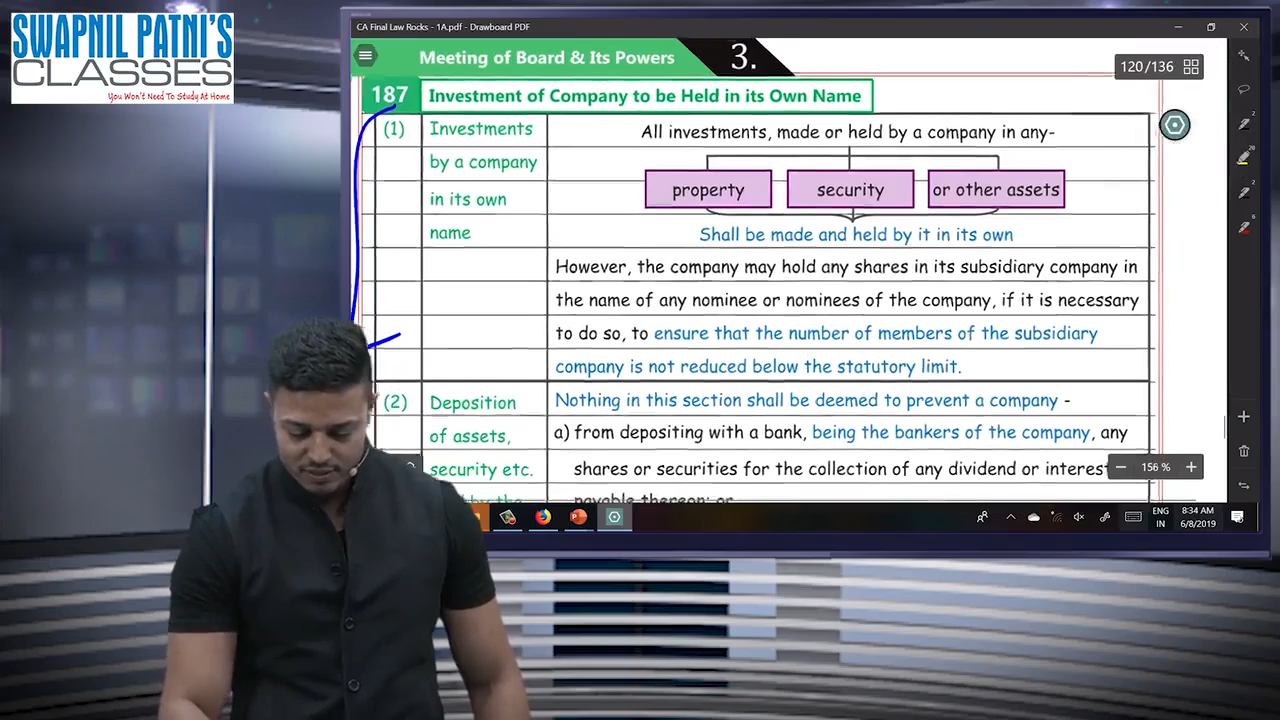 SWAPNIL PATNI'S
CLASSES
You Won't Need To Study At Home
CA Final Law Rocks - 1A.pdf - Drawboard PDF
Meeting of Board & Its Powers
3.
120/136
187
Investment of Company to be Held in its Own Name
(1)
Investments
by a company
in its own
name
All investments, made or held by a company in any-
property
security
or other assets
Shall be made and held by it in its own
However, the company may hold any shares in its subsidiary company in
the name of any nominee or nominees of the company, if it is necessary
to do so, to ensure that the number of members of the subsidiary
company is not reduced below the statutory limit.
(2)
Deposition
of assets,
security etc.
by the
Nothing in this section shall be deemed to prevent a company -
a) from depositing with a bank, being the bankers of the company, any
shares or securities for the collection of any dividend or interest
payable thereon; or
156 %
ENG
IN
8:34 AM
6/8/2019